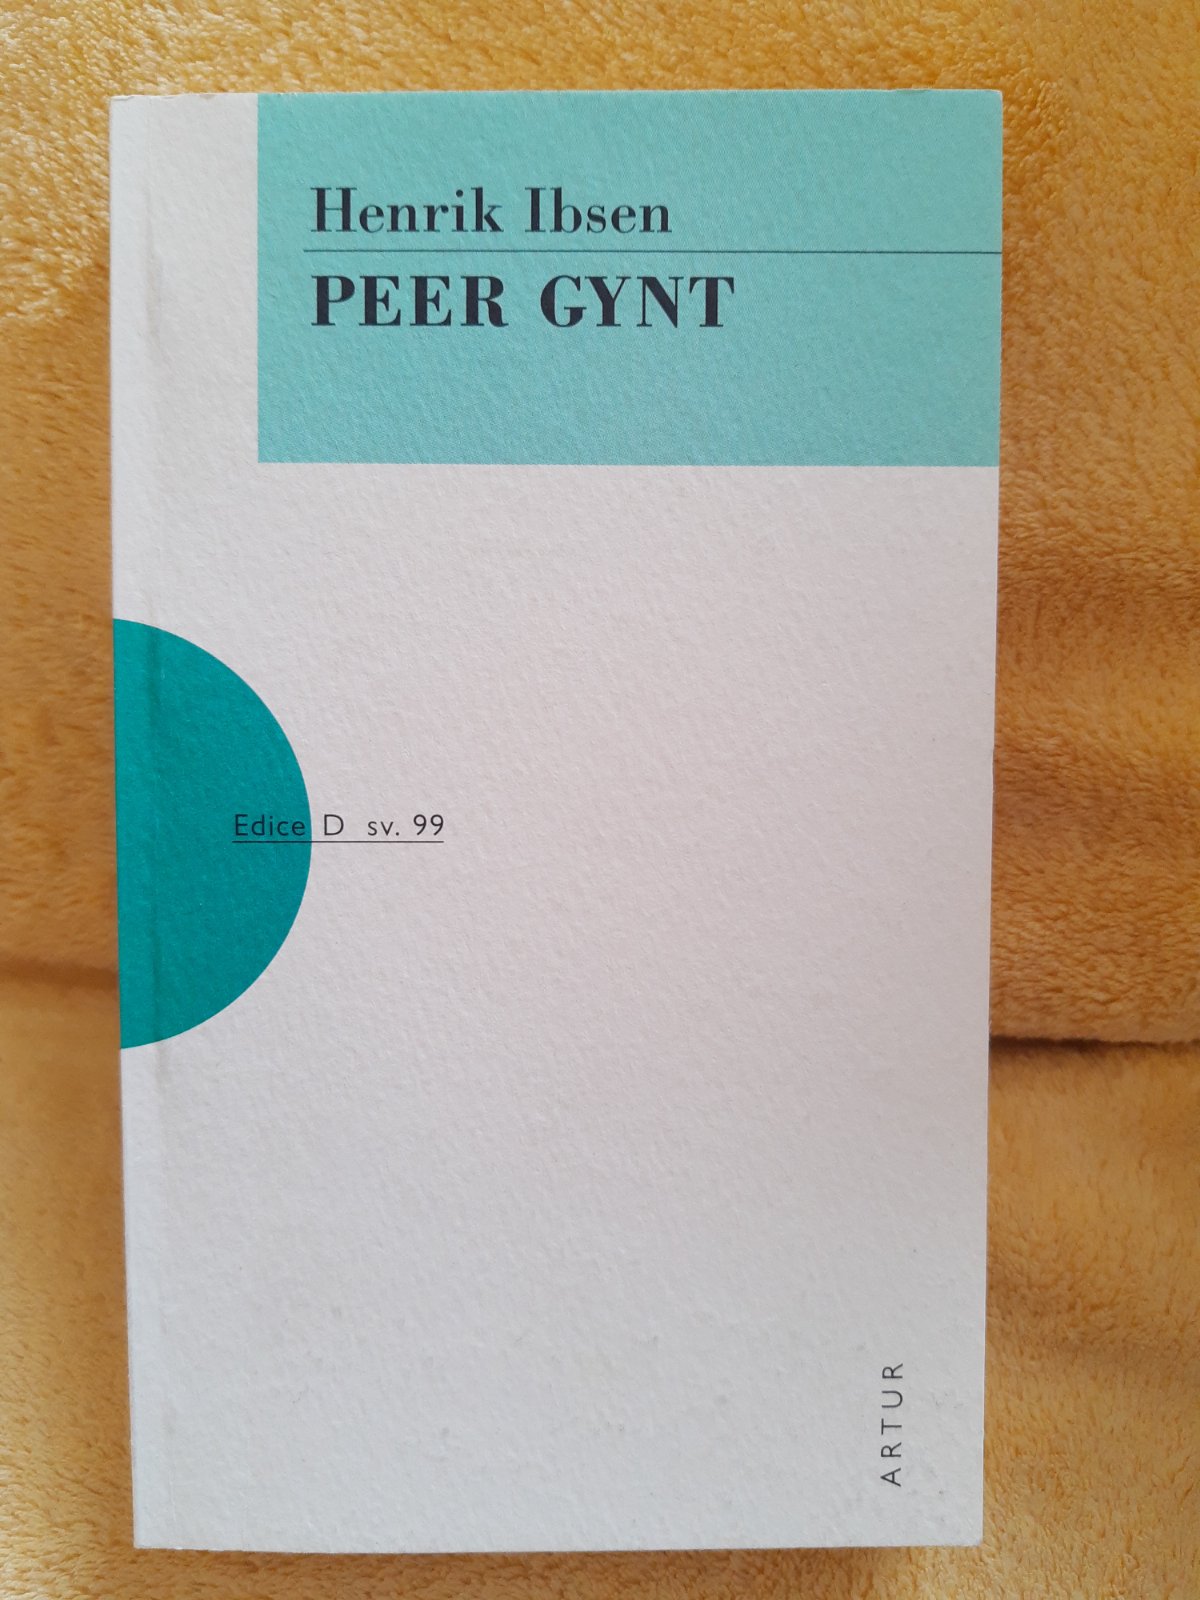 Henrik Ibsen
PEER GYNT
Edice D sv. 99
ARTUR